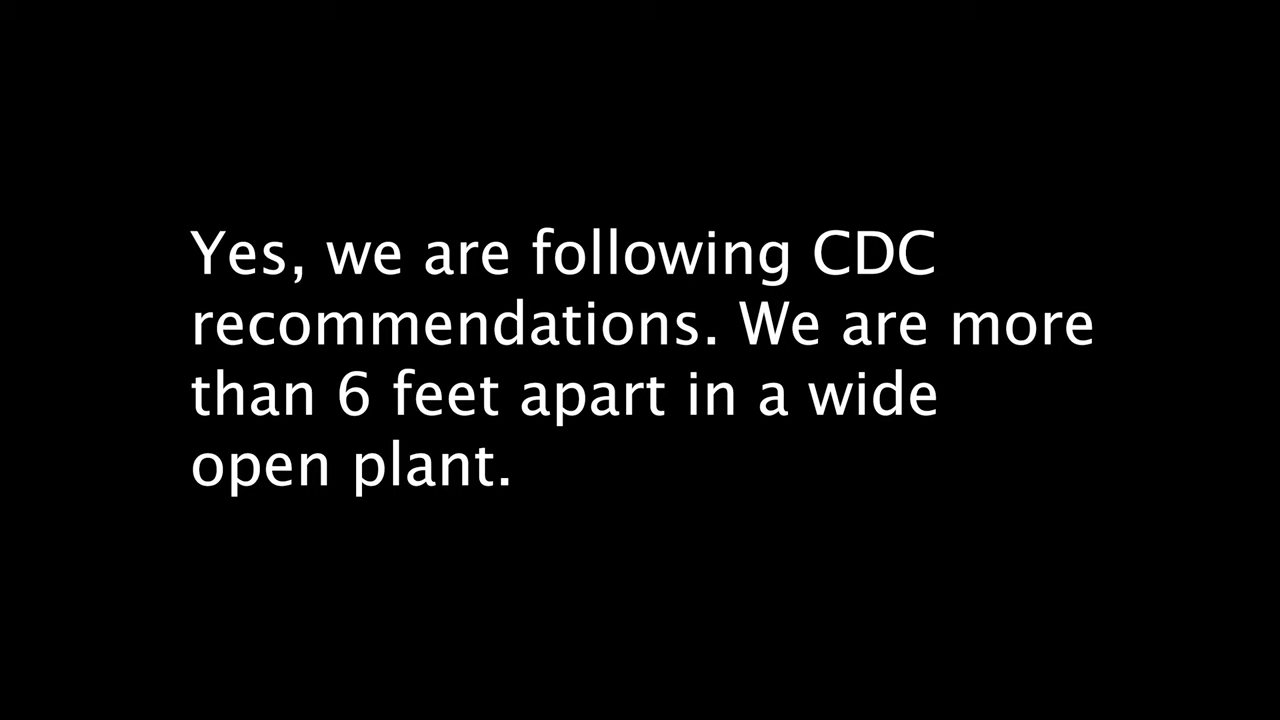 Yes, we are following CDC
recommendations. We are more
than 6 feet apart in a wide
open plant.